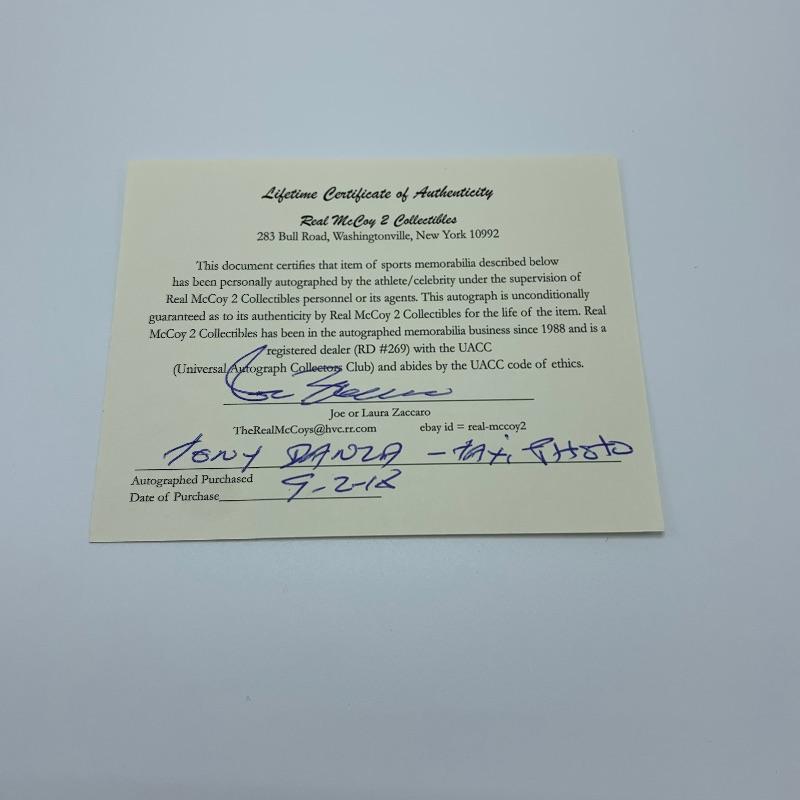 Lifetime Certificate of Authenticity
Real McCoy 2 Collectibles
283 Bull Road, Washingtonville, New York 10992
This document certifies that item of sports memorabilia described below
has been personally autographed by the athlete/celebrity under the supervision of
Real McCoy 2 Collectibles personnel or its agents. This autograph is unconditionally
guaranteed as to its authenticity by Real McCoy 2 Collectibles for the life of the item. Real
McCoy 2 Collectibles has been in the autographed memorabilia business since 1988 and is a
registered dealer (RD #269) with the UACC
(Universal Autograph Collectors Club) and abides by the UACC code of ethics.
Joe or Laura Zaccaro
TheRealMcCoys@hvc.rr.com ebay id = real-mccoy2
TONY DANZA - TAXi PHOTO
Autographed Purchased
Date of Purchase 9-2-18